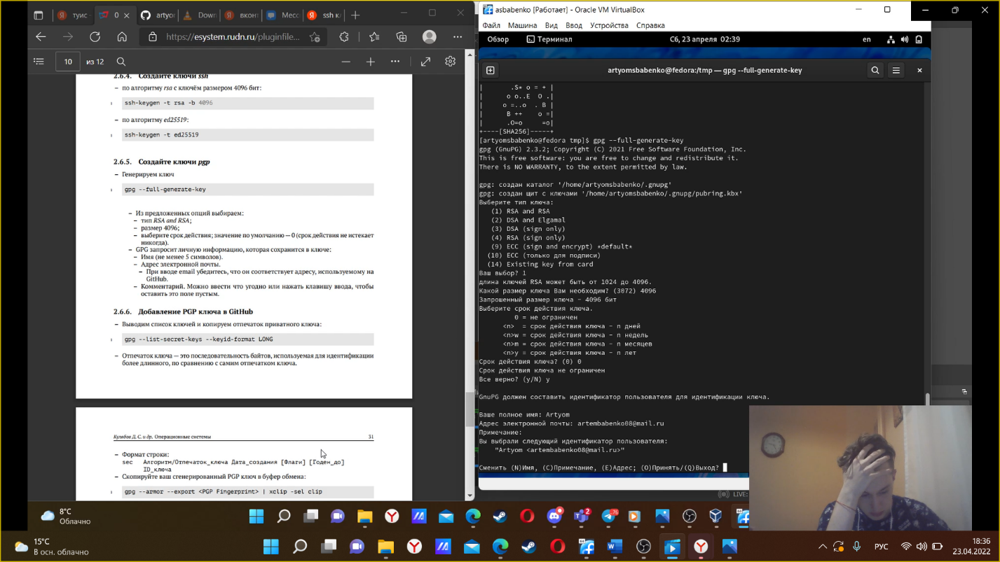 туис -
0
artyo
Down
вконт
Месс
ssh кл
https://esystem.rudn.ru/pluginfile...
10 из 12
2.6.4. Создайте ключи ssh
– по алгоритму rsa с ключём размером 4096 бит:
1 ssh-keygen -t rsa -b 4096
– по алгоритму ed25519:
1 ssh-keygen -t ed25519
2.6.5. Создайте ключи pgp
– Генерируем ключ
1 gpg --full-generate-key
– Из предложенных опций выбираем:
– тип RSA and RSA;
– размер 4096;
– выберите срок действия; значение по умолчанию — 0 (срок действия не истекает
никогда).
– GPG запросит личную информацию, которая сохранится в ключе:
– Имя (не менее 5 символов).
– Адрес электронной почты.
– При вводе email убедитесь, что он соответствует адресу, используемому на
GitHub.
– Комментарий. Можно ввести что угодно или нажать клавишу ввода, чтобы
оставить это поле пустым.
2.6.6. Добавление PGP ключа в GitHub
– Выводим список ключей и копируем отпечаток приватного ключа:
1 gpg --list-secret-keys --keyid-format LONG
– Отпечаток ключа — это последовательность байтов, используемая для идентификации
более длинного, по сравнению с самим отпечатком ключа.
Кулябов Д. С. и др. Операционные системы 31
– Формат строки:
sec Алгоритм/Отпечаток_ключа Дата_создания [Флаги] [Годен_до]
ID_ключа
– Скопируйте ваш сгенерированный PGP ключ в буфер обмена:
1 gpg --armor --export <PGP Fingerprint> | xclip -sel clip
asbabenko [Работает] - Oracle VM VirtualBox
Файл Машина Вид Ввод Устройства Справка
Обзор Терминал Сб, 23 апреля 02:39 en
artyomsbabenko@fedora:/tmp — gpg --full-generate-key
| .S* o = + |
| o o..E O .|
| o =..o . B |
| B ++ o =|
| .O=o =o|
+----[SHA256]-----+
[artyomsbabenko@fedora tmp]$ gpg --full-generate-key
gpg (GnuPG) 2.3.2; Copyright (C) 2021 Free Software Foundation, Inc.
This is free software: you are free to change and redistribute it.
There is NO WARRANTY, to the extent permitted by law.
gpg: создан каталог '/home/artyomsbabenko/.gnupg'
gpg: создан щит с ключами '/home/artyomsbabenko/.gnupg/pubring.kbx'
Выберите тип ключа:
(1) RSA and RSA
(2) DSA and Elgamal
(3) DSA (sign only)
(4) RSA (sign only)
(9) ECC (sign and encrypt) *default*
(10) ECC (только для подписи)
(14) Existing key from card
Ваш выбор? 1
длина ключей RSA может быть от 1024 до 4096.
Какой размер ключа Вам необходим? (3072) 4096
Запрошенный размер ключа - 4096 бит
Выберите срок действия ключа.
0 = не ограничен
<n> = срок действия ключа - n дней
<n>w = срок действия ключа - n недель
<n>m = срок действия ключа - n месяцев
<n>y = срок действия ключа - n лет
Срок действия ключа? (0) 0
Срок действия ключа не ограничен
Все верно? (y/N) y
GnuPG должен составить идентификатор пользователя для идентификации ключа.
Ваше полное имя: Artyom
Адрес электронной почты: artembabenko08@mail.ru
Примечание:
Вы выбрали следующий идентификатор пользователя:
"Artyom <artembabenko08@mail.ru>"
Сменить (N)Имя, (C)Примечание, (E)Адрес; (O)Принять/(Q)Выход?
LIVE:
8°C
Облачно
2
76
15°C
В осн. облачно
РУС
18:36
23.04.2022